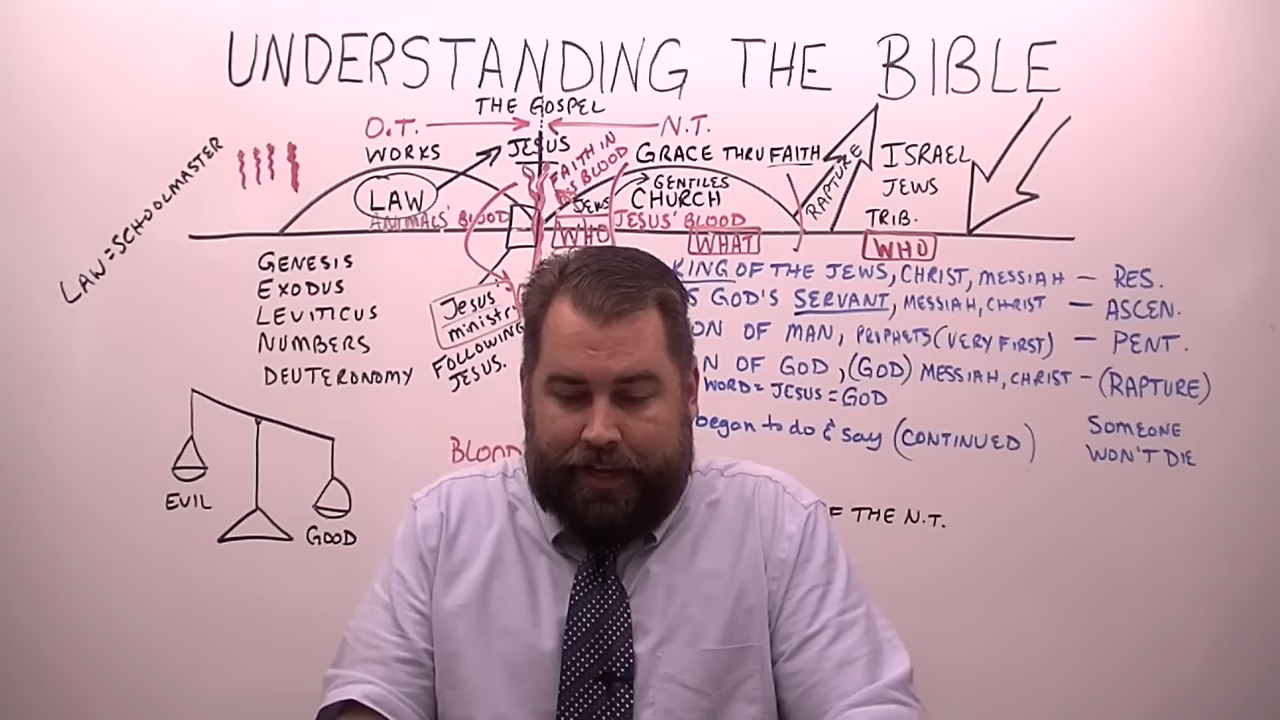 UNDERSTANDING THE BIBLE
THE GOSPEL
O.T.
N.T.
WORKS
JESUS
FAITH IN
BLOOD
GRACE THRU FAITH
RAPTURE
ISRAEL
JEWS
TRIB.
LAW = SCHOOLMASTER
LAW
ANIMALS' BLOOD
JEWS
GENTILES
CHURCH
JESUS' BLOOD
WHO
WHAT
WHO
GENESIS
EXODUS
LEVITICUS
NUMBERS
DEUTERONOMY
Jesus'
ministry
FOLLOWING
JESUS.
KING OF THE JEWS, CHRIST, MESSIAH — RES.
GOD'S SERVANT, MESSIAH, CHRIST — ASCEN.
OF MAN, PROPHETS (VERY FIRST) — PENT.
OF GOD, (GOD) MESSIAH, CHRIST - (RAPTURE)
WORD = JESUS = GOD
began to do & say (CONTINUED)
SOMEONE
WON'T DIE
BLOOD
THE N.T.
EVIL
GOOD